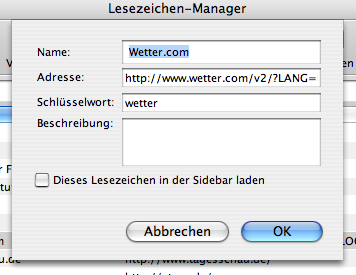 Lesezeichen-Manager
Name: Wetter.com
Adresse: http://www.wetter.com/v2/?LANG=
Schlüsselwort: wetter
Beschreibung:
Dieses Lesezeichen in der Sidebar laden
Abbrechen OK
http://www.tagesschau.de/